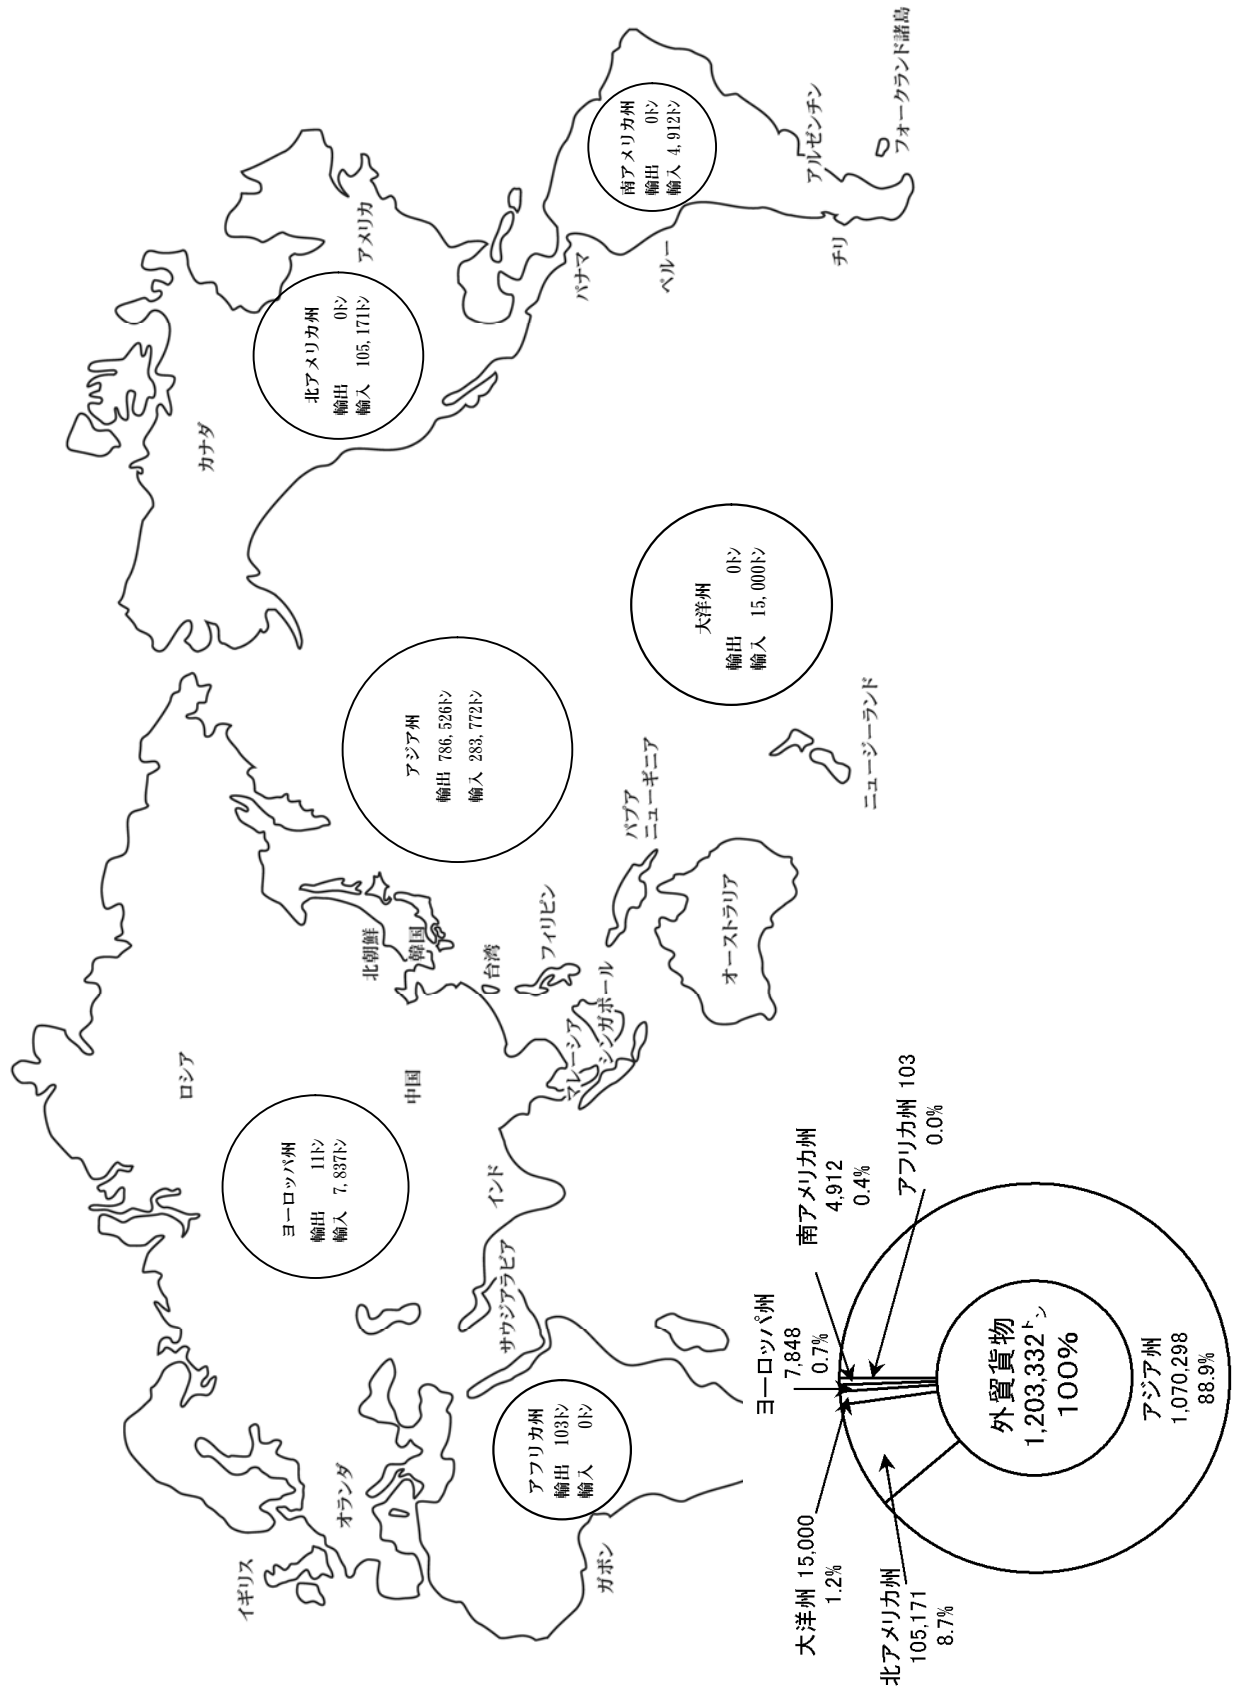 イギリス
オランダ
ガボン
ロシア
中国
インド
サウジアラビア
北朝鮮
韓国
台湾
フィリピン
マレーシア
シンガポール
パプア
ニューギニア
オーストラリア
ニュージーランド
カナダ
アメリカ
パナマ
ペルー
チリ
アルゼンチン
フォークランド諸島
ヨーロッパ州
輸出 11トン
輸入 7,837トン
アフリカ州
輸出 103トン
輸入 0トン
アジア州
輸出 786,526トン
輸入 283,772トン
大洋州
輸出 0トン
輸入 15,000トン
北アメリカ州
輸出 0トン
輸入 105,171トン
南アメリカ州
輸出 0トン
輸入 4,912トン
ヨーロッパ州
7,848
0.7%
南アメリカ州
4,912
0.4%
アフリカ州 103
0.0%
大洋州 15,000
1.2%
北アメリカ州
105,171
8.7%
外貿貨物
1,203,332トン
100%
アジア州
1,070,298
88.9%